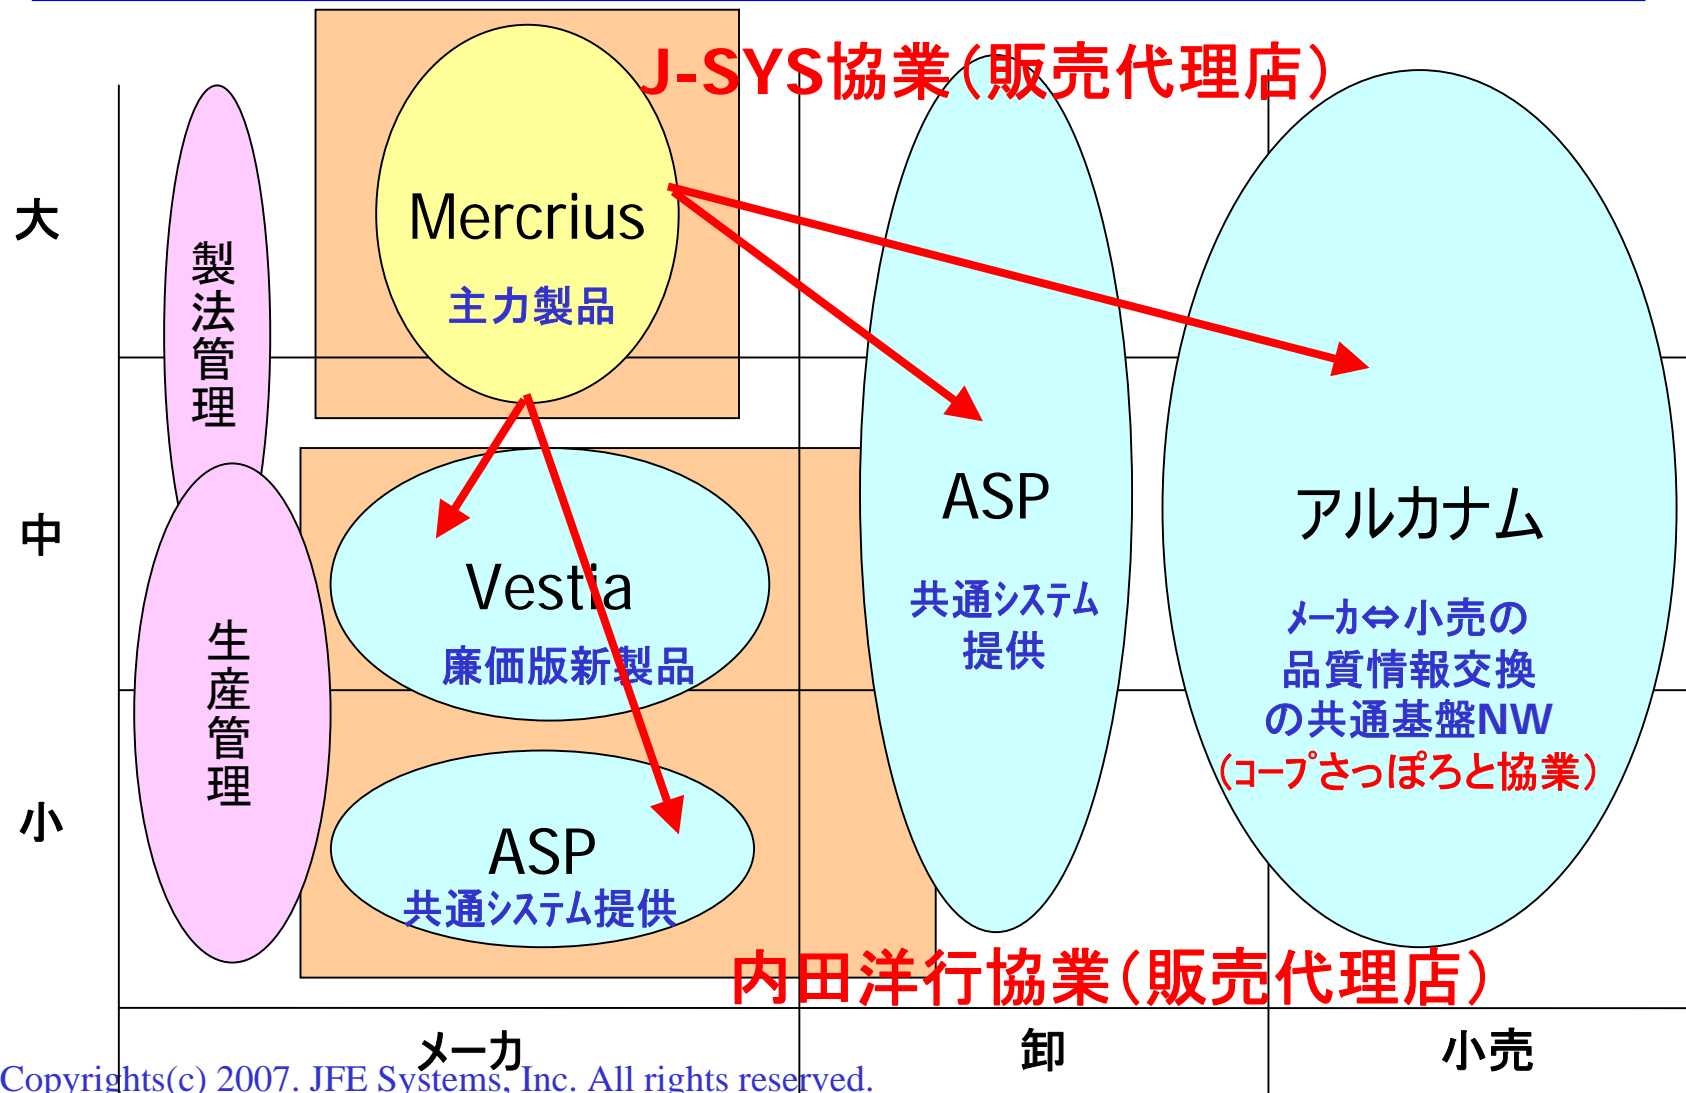 J-SYS協業（販売代理店）
大
Mercrius
主力製品
製法管理
中
ASP
共通システム
提供
アルカナム
メーカ⇔小売の
品質情報交換
の共通基盤NW
（コープさっぽろと協業）
Vestia
廉価版新製品
生産管理
小
ASP
共通システム提供
内田洋行協業（販売代理店）
メーカ
卸
小売
Copyrights(c) 2007. JFE Systems, Inc. All rights reserved.